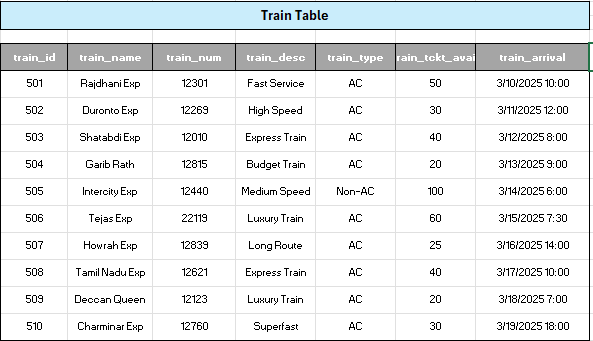 Train Table
train_id train_name train_num train_desc train_type rain_tckt_avai train_arrival
501 Rajdhani Exp 12301 Fast Service AC 50 3/10/2025 10:00
502 Duronto Exp 12269 High Speed AC 30 3/11/2025 12:00
503 Shatabdi Exp 12010 Express Train AC 40 3/12/2025 8:00
504 Garib Rath 12815 Budget Train AC 20 3/13/2025 9:00
505 Intercity Exp 12440 Medium Speed Non-AC 100 3/14/2025 6:00
506 Tejas Exp 22119 Luxury Train AC 60 3/15/2025 7:30
507 Howrah Exp 12839 Long Route AC 25 3/16/2025 14:00
508 Tamil Nadu Exp 12621 Express Train AC 40 3/17/2025 10:00
509 Deccan Queen 12123 Luxury Train AC 20 3/18/2025 7:00
510 Charminar Exp 12760 Superfast AC 30 3/19/2025 18:00